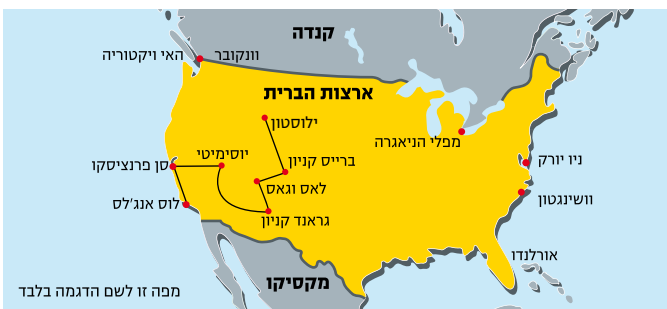 קנדה
האי ויקטוריה
וונקובר
ארצות הברית
ילוסטון
מפלי הניאגרה
יוסימיטי
ברייס קניון
ניו יורק
סן פרנציסקו
לאס וגאס
וושינגטון
לוס אנג'לס
גראנד קניון
אורלנדו
מקסיקו
מפה זו לשם הדגמה בלבד